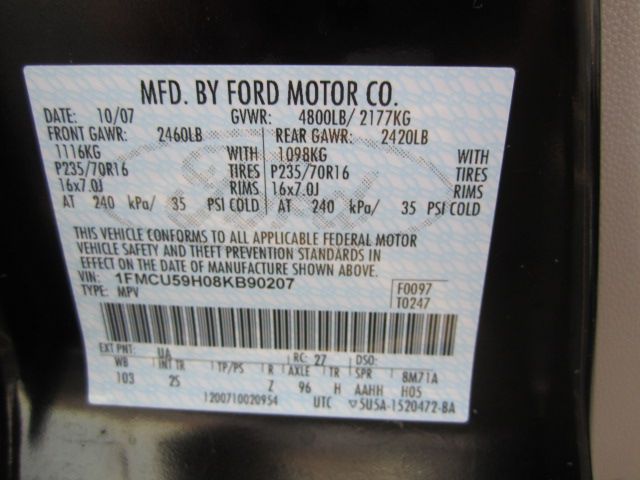 MFD. BY FORD MOTOR CO.
DATE: 10/07 GVWR: 4800LB/ 2177KG
FRONT GAWR: 2460LB REAR GAWR: 2420LB
1116KG WITH 1098KG WITH
P235/70R16 TIRES P235/70R16 TIRES
16x7.0J RIMS 16x7.0J RIMS
AT 240 kPa/ 35 PSI COLD AT 240 kPa/ 35 PSI COLD
THIS VEHICLE CONFORMS TO ALL APPLICABLE FEDERAL MOTOR
VEHICLE SAFETY AND THEFT PREVENTION STANDARDS IN
EFFECT ON THE DATE OF MANUFACTURE SHOWN ABOVE.
VIN: 1FMCU59H08KB90207 F0097
TYPE: MPV T0247
EXT PNT: UA RC: 27 DSO:
WB INT TR TP/PS R AXLE TR SPR 8M71A
103 2S Z 96 H AAHH H05
1200710020954 UTC ▽5U5A-1520472-BA